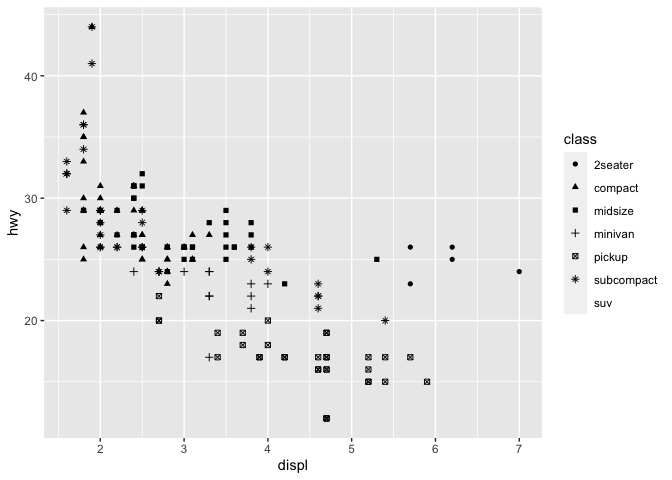 40
30
20
hwy
2
3
4
5
6
7
displ
class
2seater
compact
midsize
minivan
pickup
subcompact
suv